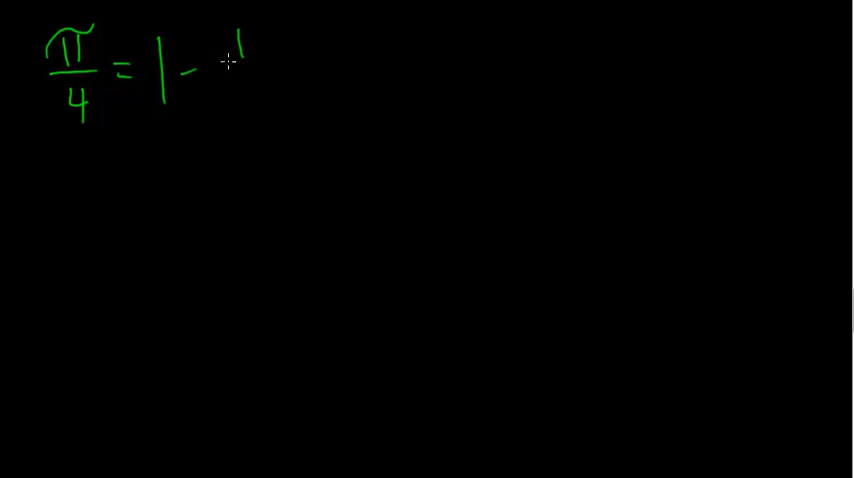 π/4 = 1 - 1